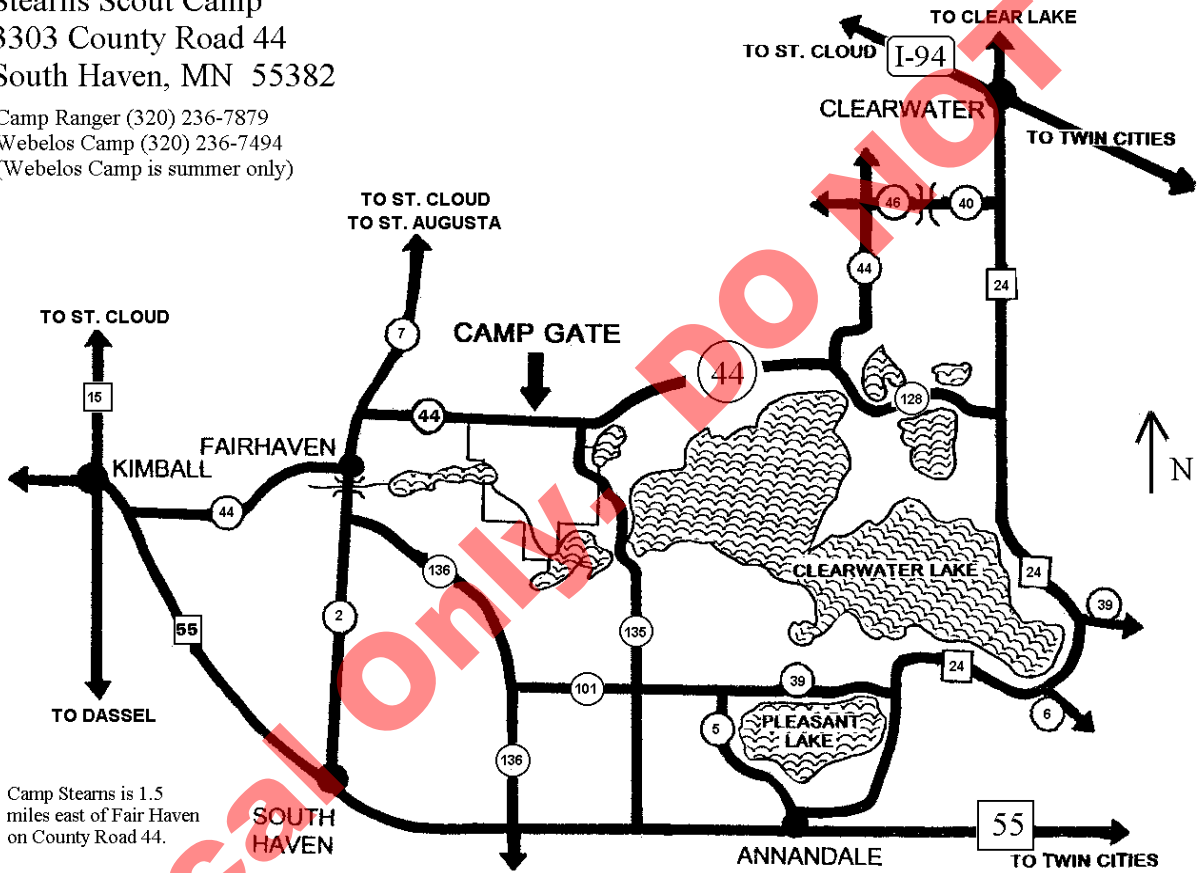 Stearns Scout Camp
3303 County Road 44
South Haven, MN 55382
Camp Ranger (320) 236-7879
Webelos Camp (320) 236-7494
(Webelos Camp is summer only)
TO CLEAR LAKE
TO ST. CLOUD
I-94
CLEARWATER
TO TWIN CITIES
46
40
44
24
TO ST. CLOUD
TO ST. AUGUSTA
7
TO ST. CLOUD
15
CAMP GATE
44
44
128
FAIRHAVEN
KIMBALL
N
44
136
CLEARWATER LAKE
24
39
2
55
135
24
101
39
6
TO DASSEL
5
PLEASANT
LAKE
136
Camp Stearns is 1.5
miles east of Fair Haven
on County Road 44.
SOUTH
HAVEN
55
ANNANDALE
TO TWIN CITIES
Only. DO NOT